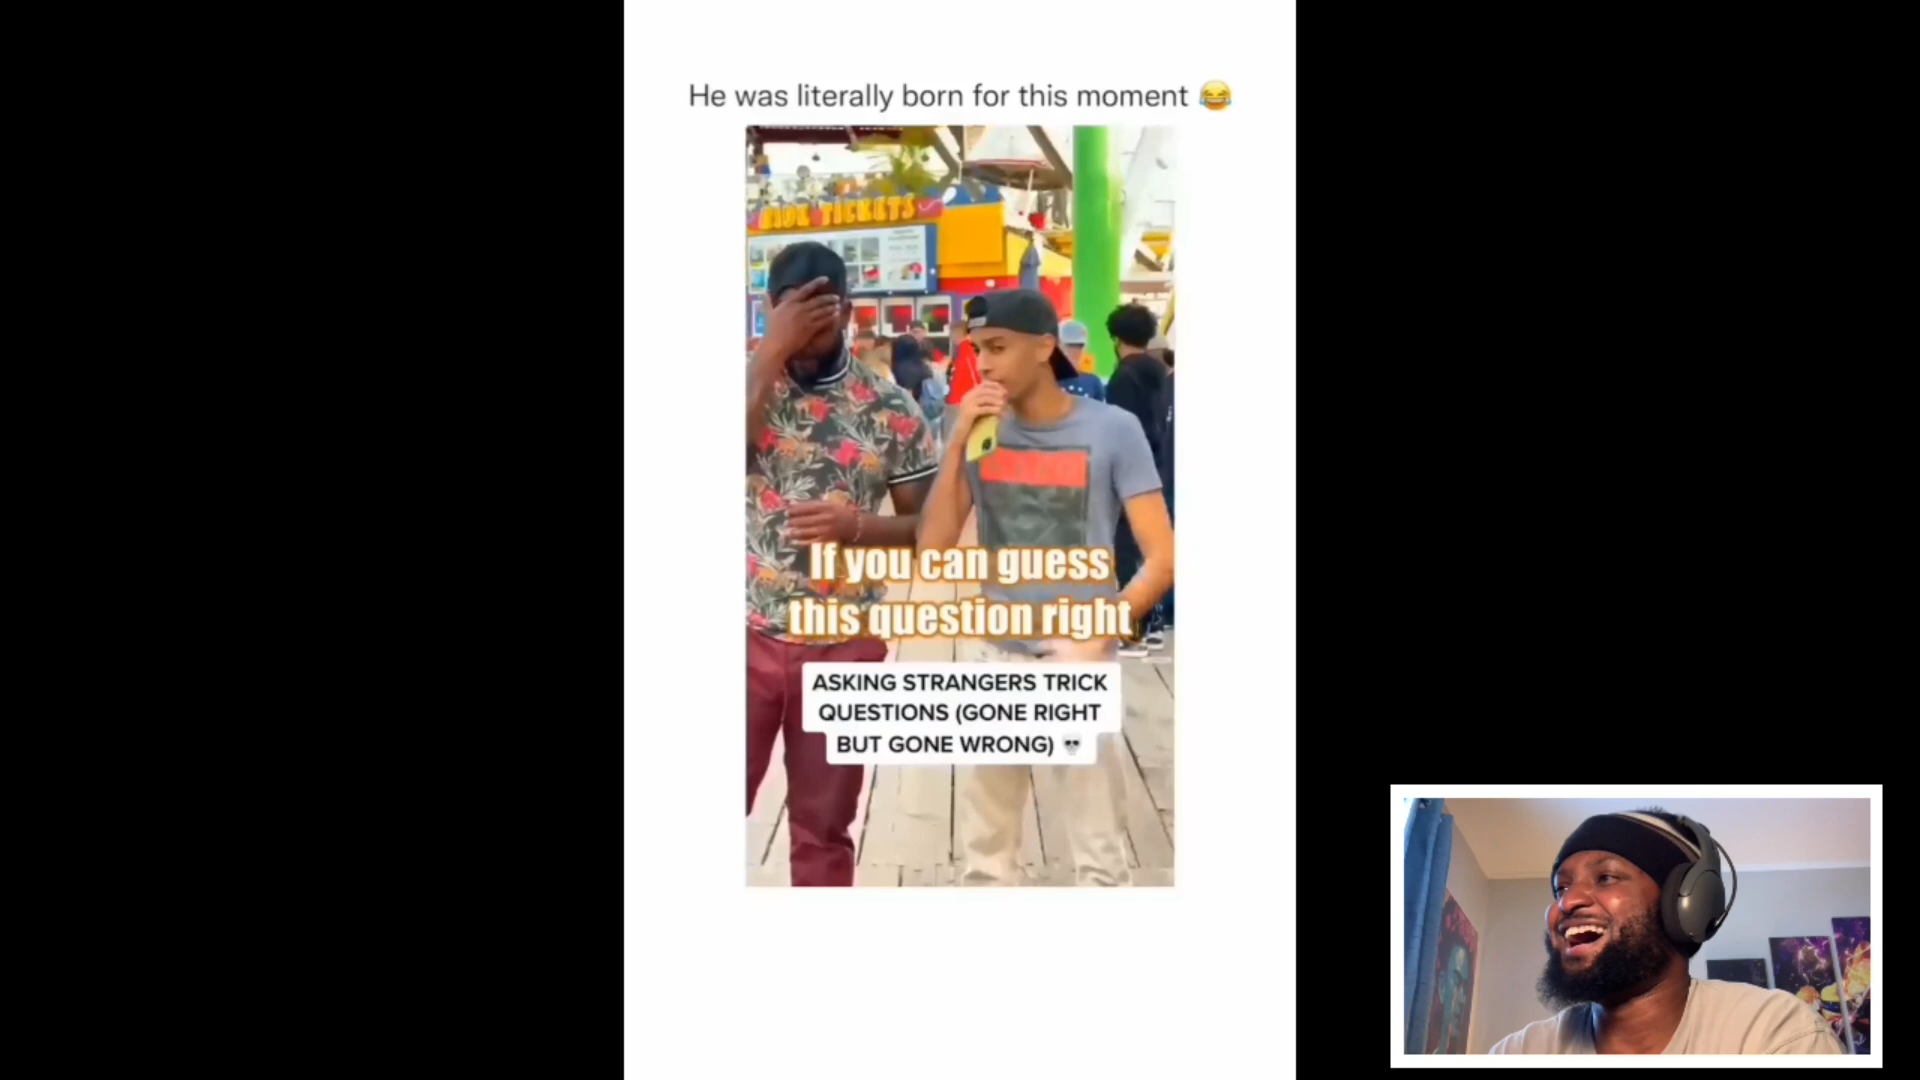 He was literally born for this moment 😂
RIDE TICKETS
If you can guess
this question right
ASKING STRANGERS TRICK
QUESTIONS (GONE RIGHT
BUT GONE WRONG) 💀